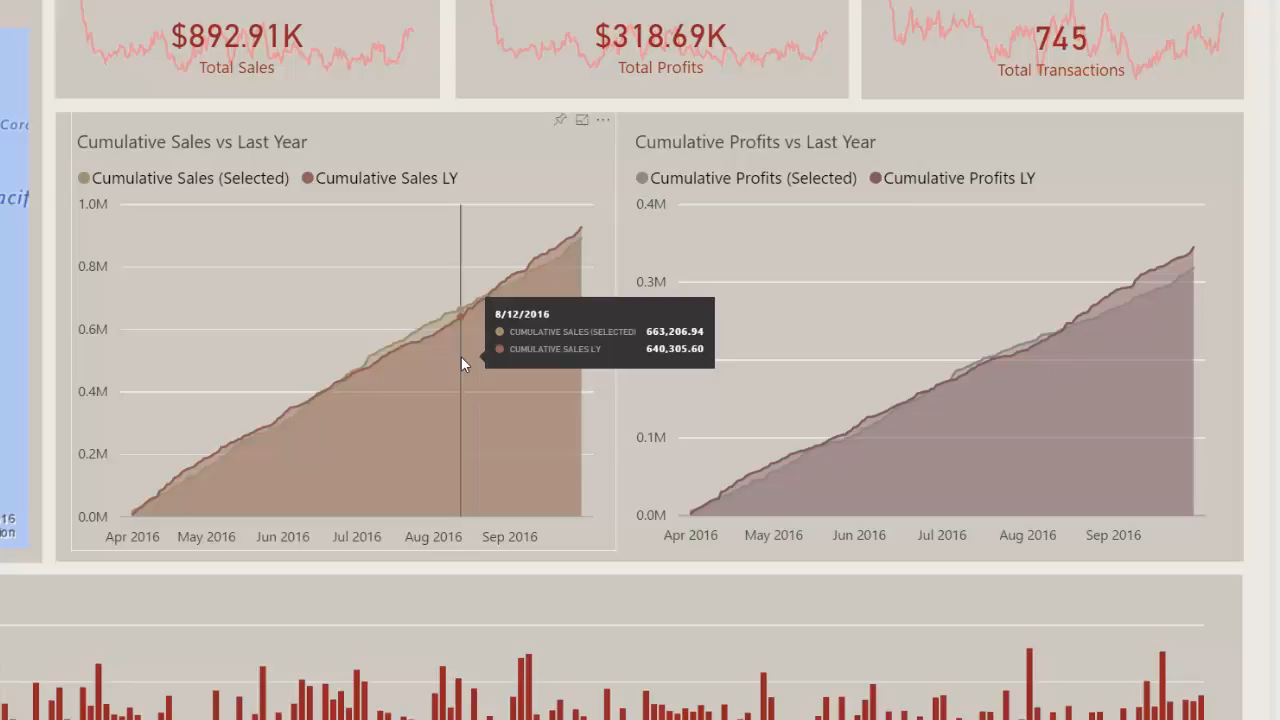 $892.91K
Total Sales
$318.69K
Total Profits
745
Total Transactions
Cumulative Sales vs Last Year
Cumulative Sales (Selected) Cumulative Sales LY
1.0M
0.8M
0.6M
0.4M
0.2M
0.0M
Apr 2016 May 2016 Jun 2016 Jul 2016 Aug 2016 Sep 2016
8/12/2016
CUMULATIVE SALES (SELECTED) 663,206.94
CUMULATIVE SALES LY 640,305.60
Cumulative Profits vs Last Year
Cumulative Profits (Selected) Cumulative Profits LY
0.4M
0.3M
0.1M
0.0M
Apr 2016 May 2016 Jun 2016 Jul 2016 Aug 2016 Sep 2016
16